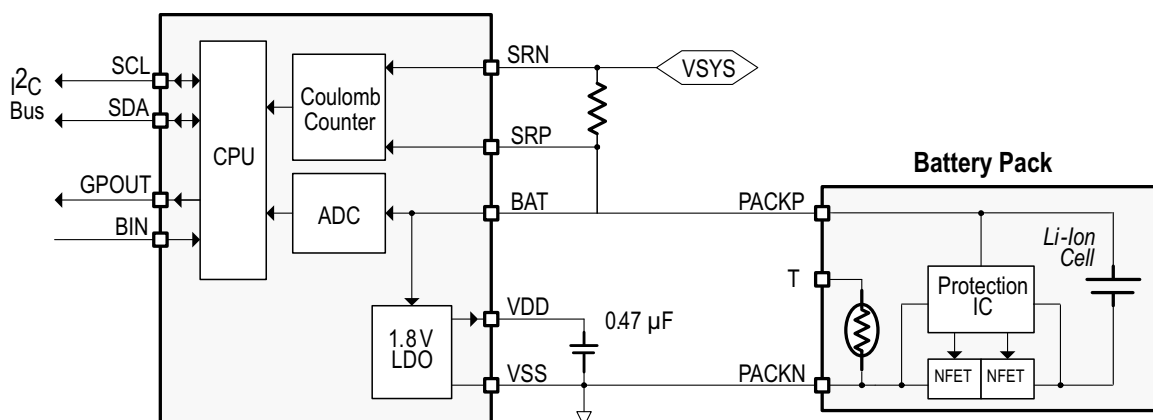 I2C
Bus
SCL
SDA
GPOUT
BIN
CPU
Coulomb
Counter
ADC
1.8 V
LDO
SRN
SRP
BAT
VDD
VSS
VSYS
0.47 µF
Battery Pack
PACKP
T
PACKN
Li-Ion
Cell
Protection
IC
NFET
NFET